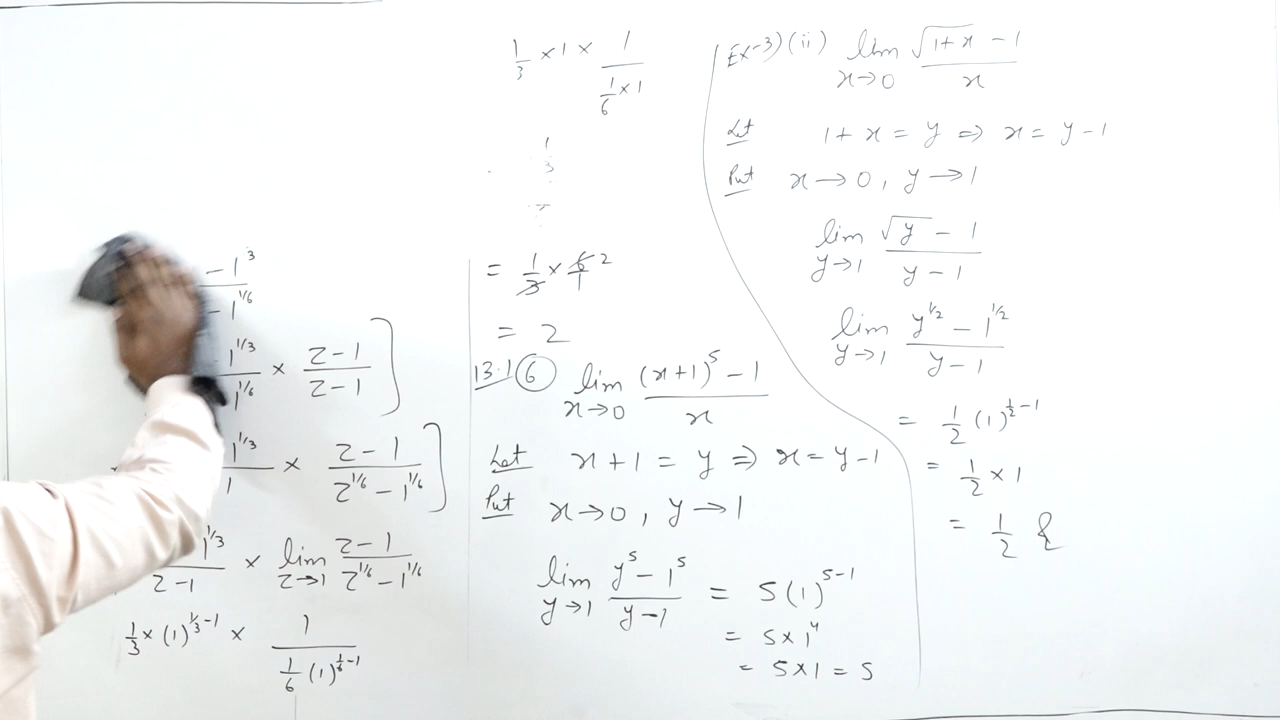 - 1³
- 1^{1/6}
1^{1/3} / 1^{1/6} × (z-1)/(z-1) ]
1^{1/3} / 1 × (z-1)/(z^{1/6} - 1^{1/6}) ]
1^{1/3} / (z-1) × lim_{z→1} (z-1)/(z^{1/6} - 1^{1/6})
1/3 × (1)^{1/3 - 1} × 1 / (1/6 (1)^{1/6 - 1})
1/3 × 1 × 1 / (1/6 × 1)
1
3
= 1/3 × 6/1 2
= 2
13.1 (6) lim_{x→0} ((x+1)^5 - 1)/x
Let x+1 = y ⇒ x = y-1
Put x→0, y→1
lim_{y→1} (y^5 - 1^5)/(y-1) = 5(1)^{5-1}
= 5×1^4
= 5×1 = 5
Ex-3) (ii) lim_{x→0} (√(1+x) - 1)/x
Let 1+x = y ⇒ x = y-1
Put x→0, y→1
lim_{y→1} (√y - 1)/(y-1)
lim_{y→1} (y^{1/2} - 1^{1/2})/(y-1)
= 1/2 (1)^{1/2 - 1}
= 1/2 × 1
= 1/2